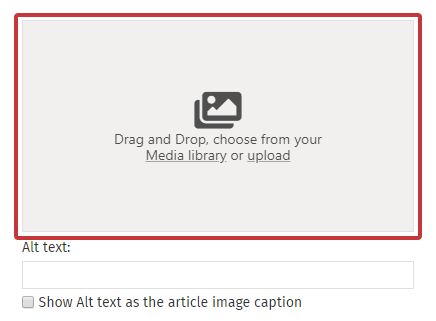 Drag and Drop, choose from your
Media library or upload
Alt text:
Show Alt text as the article image caption